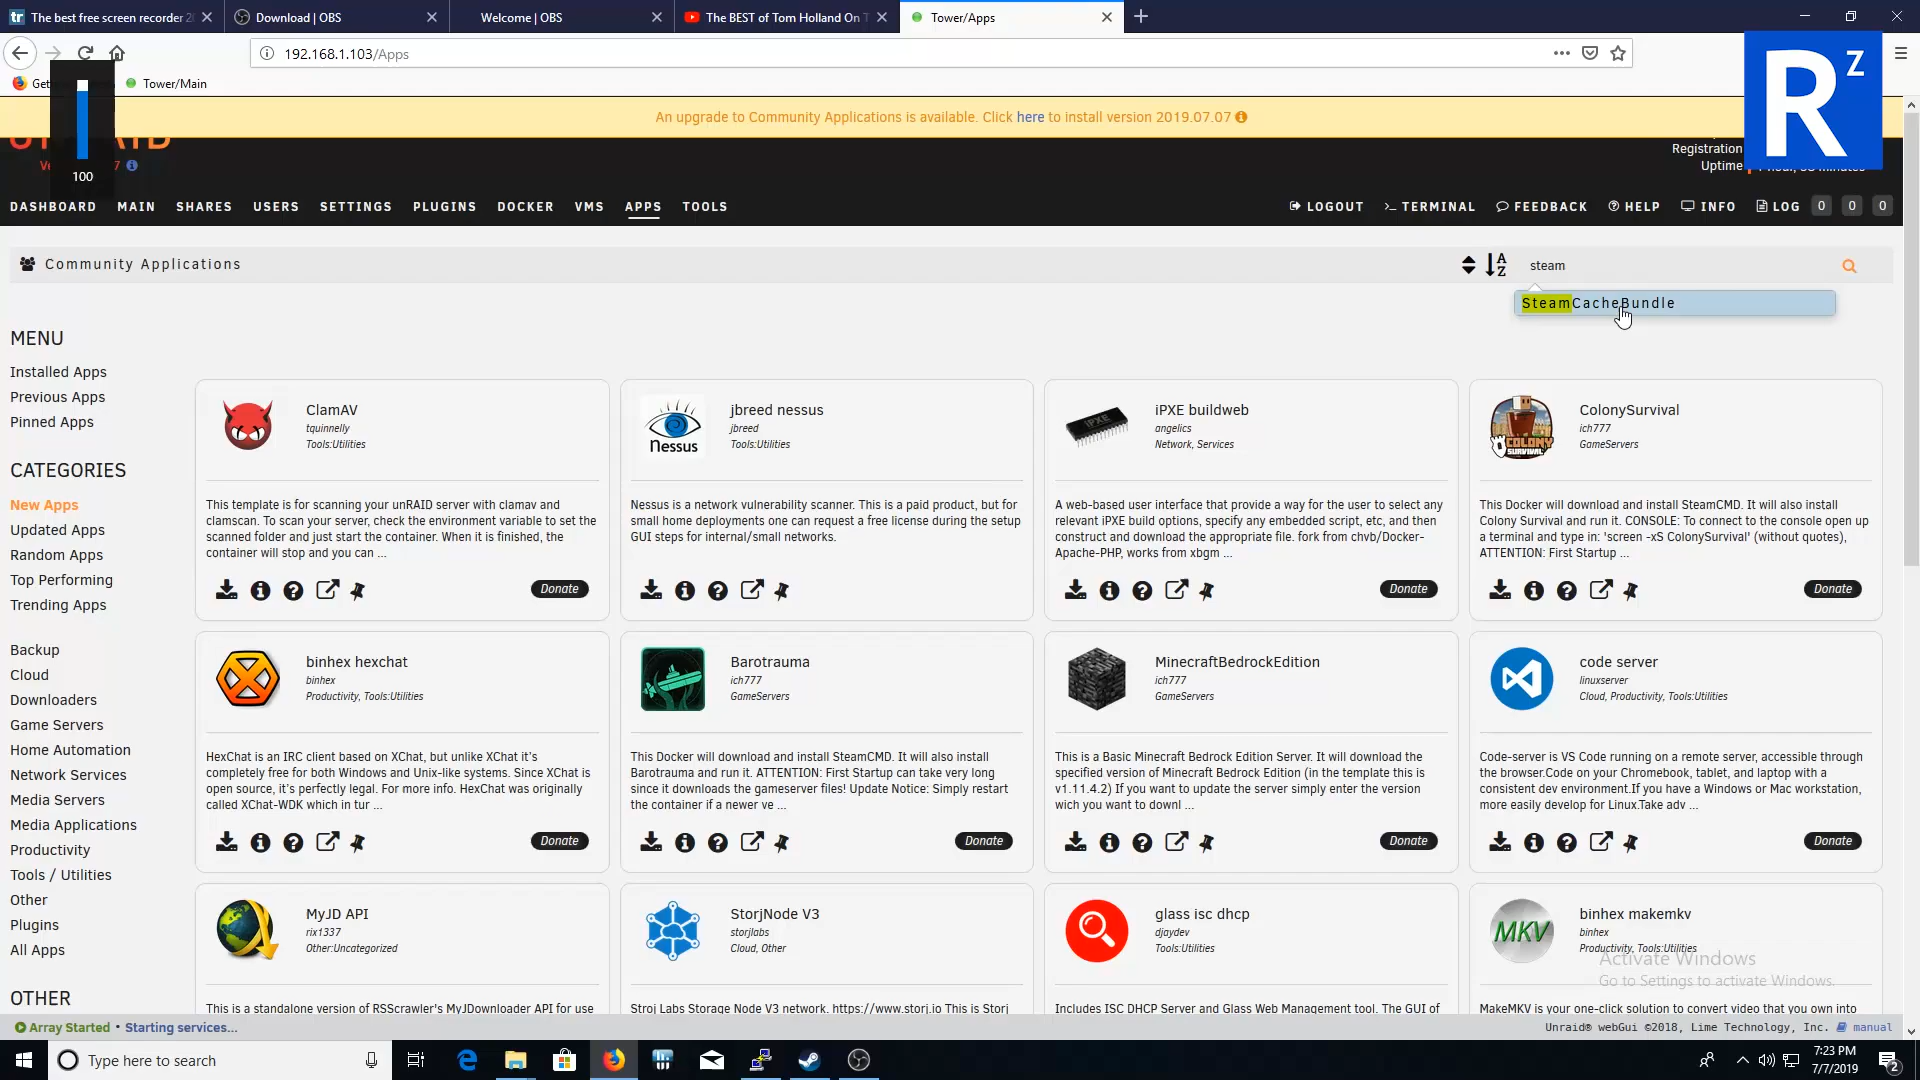 The best free screen recorder 2
Download | OBS
Welcome | OBS
The BEST of Tom Holland On T
Tower/Apps
192.168.1.103/Apps
Get
Tower/Main
An upgrade to Community Applications is available. Click here to install version 2019.07.07
Registration
Uptime
100
R Z
DASHBOARD MAIN SHARES USERS SETTINGS PLUGINS DOCKER VMS APPS TOOLS
LOGOUT TERMINAL FEEDBACK HELP INFO LOG 0 0 0
Community Applications
steam
SteamCacheBundle
MENU
Installed Apps
Previous Apps
Pinned Apps
CATEGORIES
New Apps
Updated Apps
Random Apps
Top Performing
Trending Apps
Backup
Cloud
Downloaders
Game Servers
Home Automation
Network Services
Media Servers
Media Applications
Productivity
Tools / Utilities
Other
Plugins
All Apps
OTHER
ClamAV
tquinnelly
Tools:Utilities
This template is for scanning your unRAID server with clamav and
clamscan. To scan your server, check the environment variable to set the
scanned folder and just start the container. When it is finished, the
container will stop and you can ...
Donate
Nessus
jbreed nessus
jbreed
Tools:Utilities
Nessus is a network vulnerability scanner. This is a paid product, but for
small home deployments one can request a free license during the setup
GUI steps for internal/small networks.
iPXE
iPXE buildweb
angelics
Network, Services
A web-based user interface that provide a way for the user to select any
relevant iPXE build options, specify any embedded script, etc, and then
construct and download the appropriate file. fork from chvb/Docker-
Apache-PHP, works from xbgm ...
Donate
COLONY
SURVIVAL
ColonySurvival
ich777
GameServers
This Docker will download and install SteamCMD. It will also install
Colony Survival and run it. CONSOLE: To connect to the console open up
a terminal and type in: 'screen -xS ColonySurvival' (without quotes),
ATTENTION: First Startup ...
Donate
binhex hexchat
binhex
Productivity, Tools:Utilities
HexChat is an IRC client based on XChat, but unlike XChat it's
completely free for both Windows and Unix-like systems. Since XChat is
open source, it's perfectly legal. For more info. HexChat was originally
called XChat-WDK which in tur ...
Donate
Barotrauma
ich777
GameServers
This Docker will download and install SteamCMD. It will also install
Barotrauma and run it. ATTENTION: First Startup can take very long
since it downloads the gameserver files! Update Notice: Simply restart
the container if a newer ve ...
Donate
MinecraftBedrockEdition
ich777
GameServers
This is a Basic Minecraft Bedrock Edition Server. It will download the
specified version of Minecraft Bedrock Edition (in the template this is
v1.11.4.2) If you want to update the server simply enter the version
wich you want to downl ...
Donate
code server
linuxserver
Cloud, Productivity, Tools:Utilities
Code-server is VS Code running on a remote server, accessible through
the browser.Code on your Chromebook, tablet, and laptop with a
consistent dev environment.If you have a Windows or Mac workstation,
more easily develop for Linux.Take adv ...
Donate
MyJD API
rix1337
Other:Uncategorized
This is a standalone version of RSScrawler's MyJDownloader API for use
StorjNode V3
storjlabs
Cloud, Other
Storj Labs Storage Node V3 network. https://www.storj.io This is Storj
glass isc dhcp
djaydev
Tools:Utilities
Includes ISC DHCP Server and Glass Web Management tool. The GUI of
MKV
binhex makemkv
binhex
Productivity, Tools:Utilities
MakeMKV is your one-click solution to convert video that you own into
Activate Windows
Go to Settings to activate Windows.
Array Started • Starting services...
Unraid® webGui ©2018, Lime Technology, Inc. manual
Type here to search
7:23 PM
7/7/2019
2